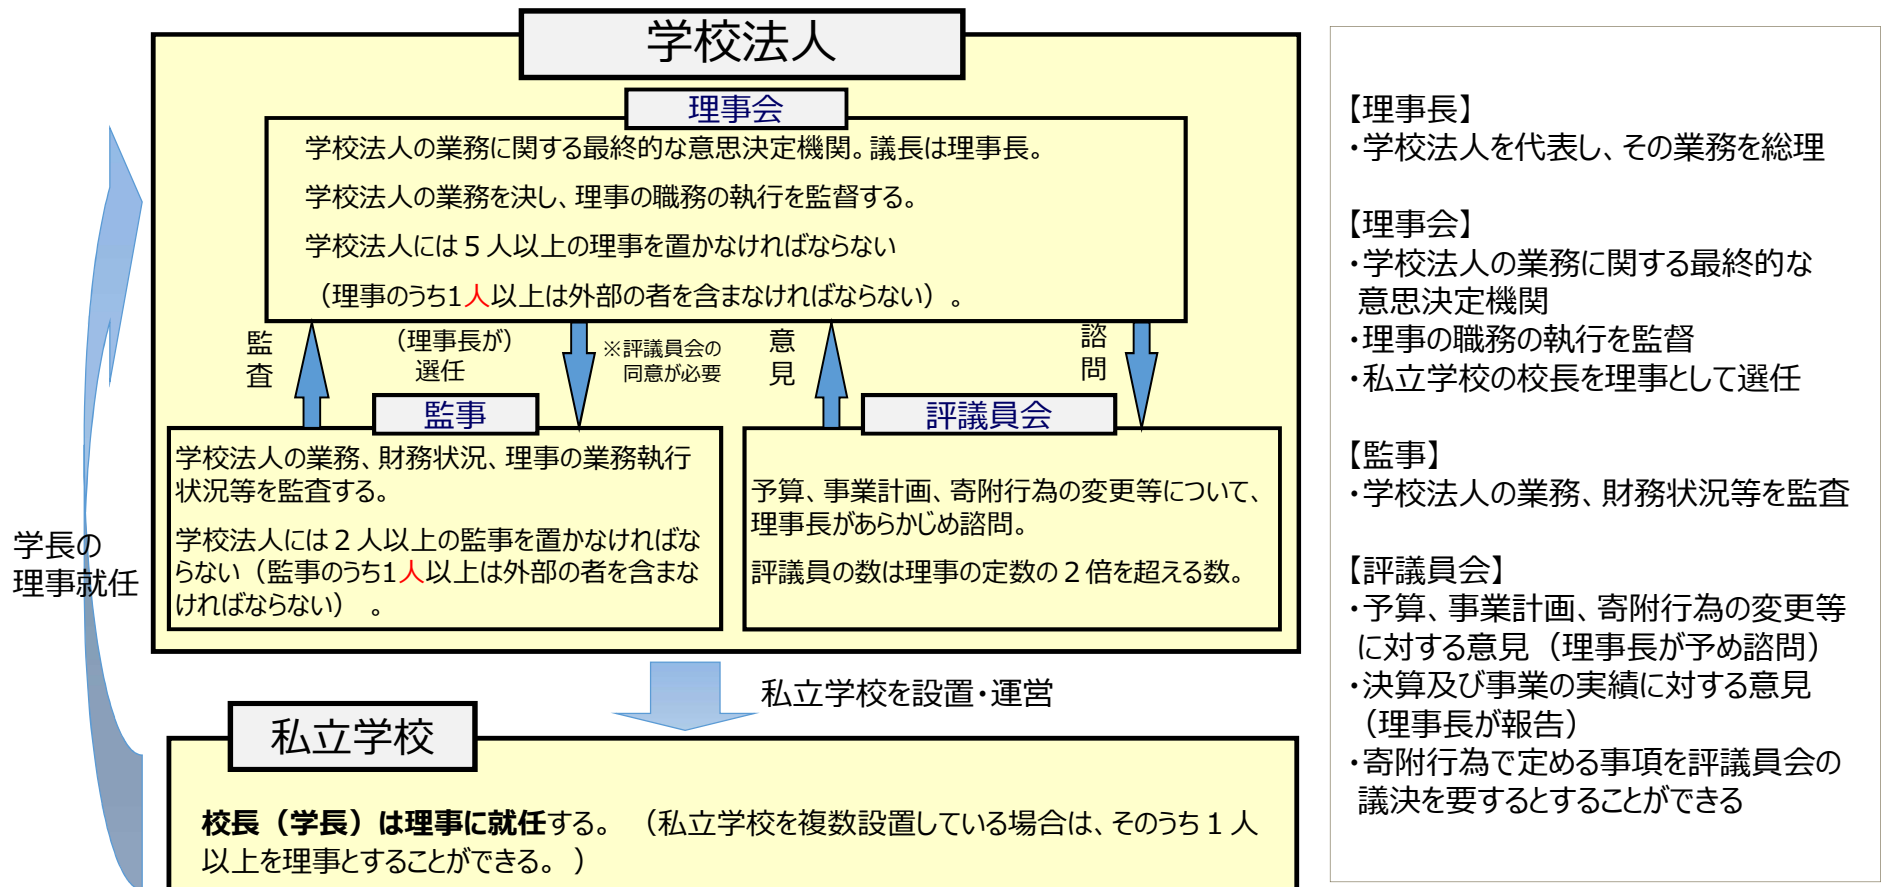 学校法人
理事会
学校法人の業務に関する最終的な意思決定機関。議長は理事長。
学校法人の業務を決し、理事の職務の執行を監督する。
学校法人には５人以上の理事を置かなければならない
（理事のうち1人以上は外部の者を含まなければならない）。
監査
（理事長が）
選任
※評議員会の
同意が必要
意見
諮問
監事
学校法人の業務、財務状況、理事の業務執行
状況等を監査する。
学校法人には２人以上の監事を置かなければな
らない（監事のうち1人以上は外部の者を含まな
ければならない） 。
評議員会
予算、事業計画、寄附行為の変更等について、
理事長があらかじめ諮問。
評議員の数は理事の定数の２倍を超える数。
学長の
理事就任
私立学校を設置・運営
私立学校
校長（学長）は理事に就任する。 （私立学校を複数設置している場合は、そのうち１人
以上を理事とすることができる。）
【理事長】
・学校法人を代表し、その業務を総理
【理事会】
・学校法人の業務に関する最終的な
意思決定機関
・理事の職務の執行を監督
・私立学校の校長を理事として選任
【監事】
・学校法人の業務、財務状況等を監査
【評議員会】
・予算、事業計画、寄附行為の変更等
に対する意見（理事長が予め諮問）
・決算及び事業の実績に対する意見
（理事長が報告）
・寄附行為で定める事項を評議員会の
議決を要するとすることができる